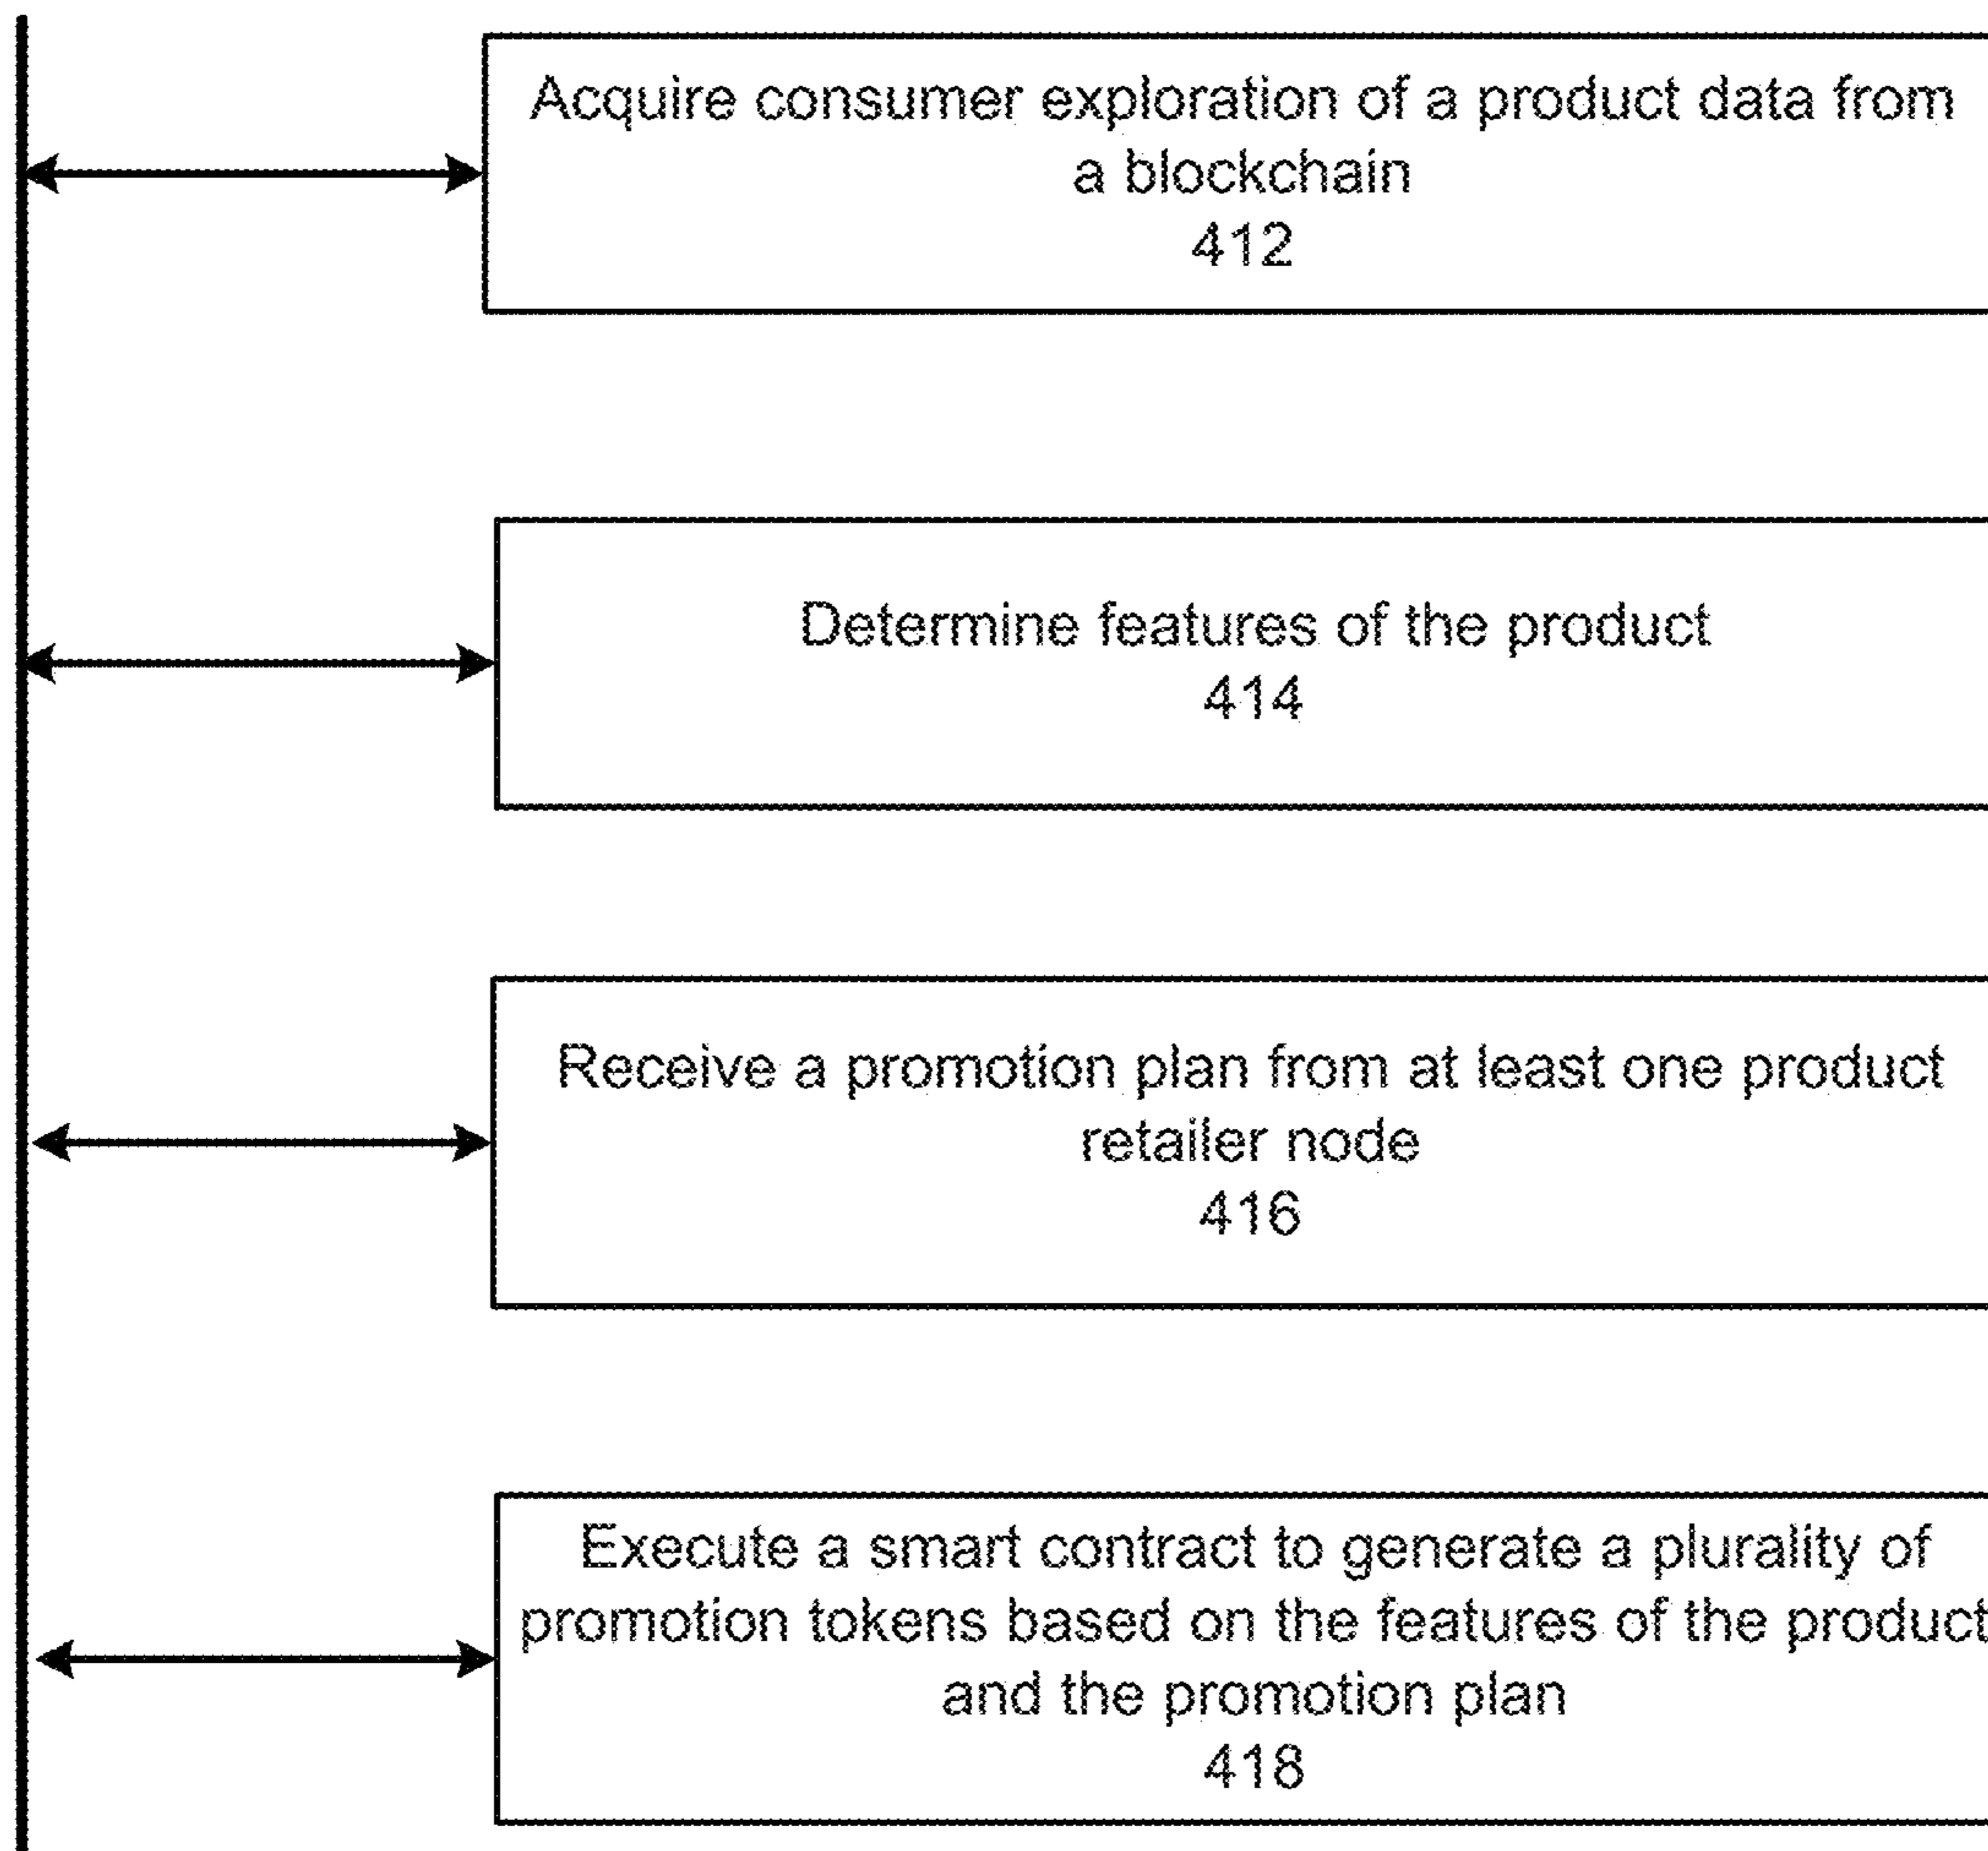 Acquire consumer exploration of a product data from
a blockchain
412
Determine features of the product
414
Receive a promotion plan from at least one product
retailer node
416
Execute a smart contract to generate a plurality of
promotion tokens based on the features of the product
and the promotion plan
418